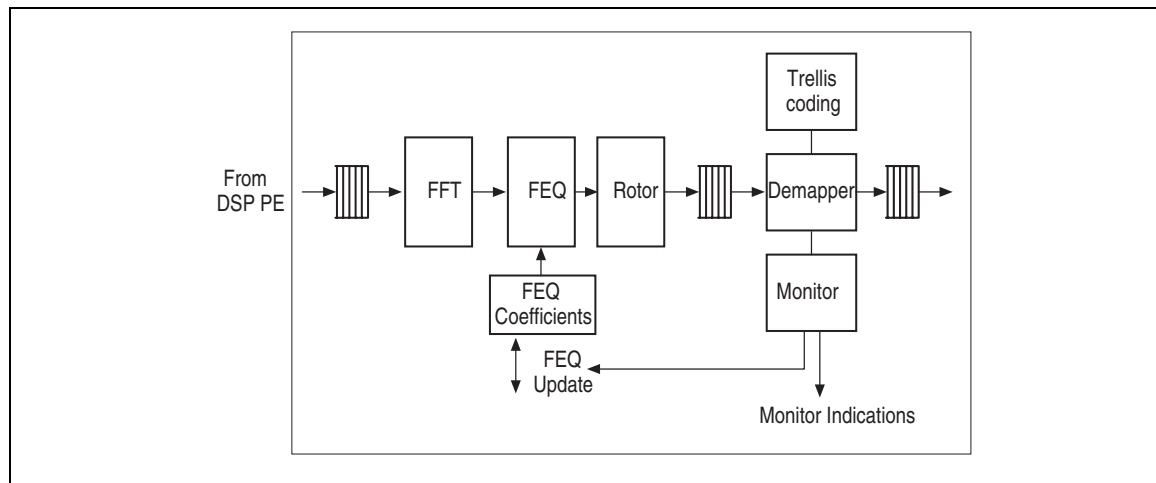 Trellis
coding
From
DSP PE
FFT
FEQ
Rotor
Demapper
FEQ
Coefficients
Monitor
FEQ
Update
Monitor Indications